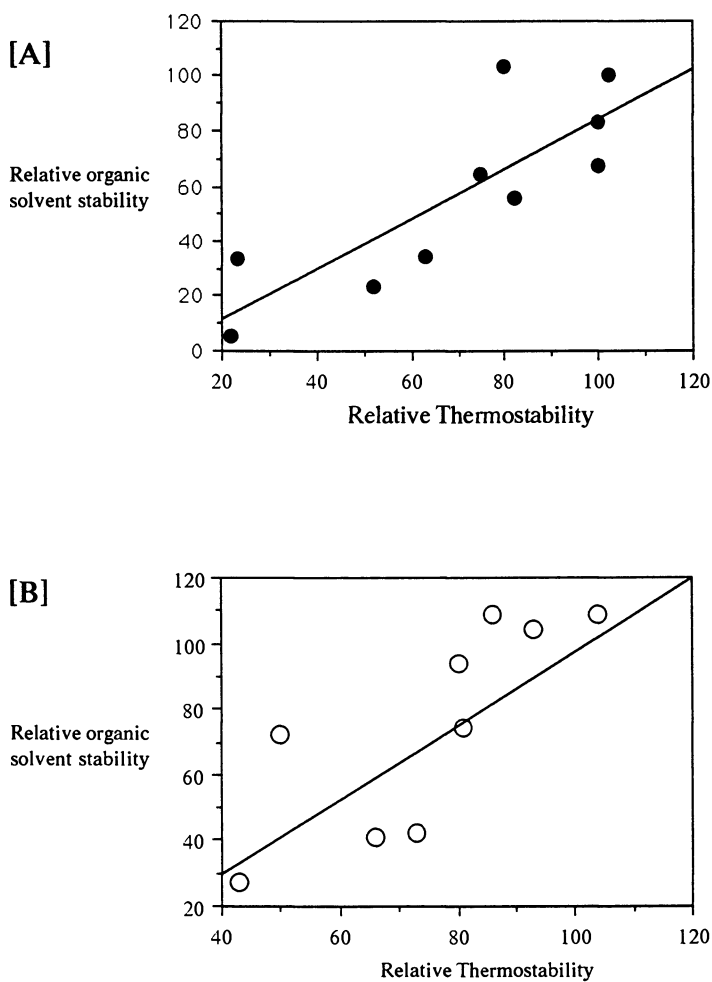 [A]
Relative organic
solvent stability
120
100
80
60
40
20
0
20 40 60 80 100 120
Relative Thermostability
[B]
Relative organic
solvent stability
120
100
80
60
40
20
40 60 80 100 120
Relative Thermostability